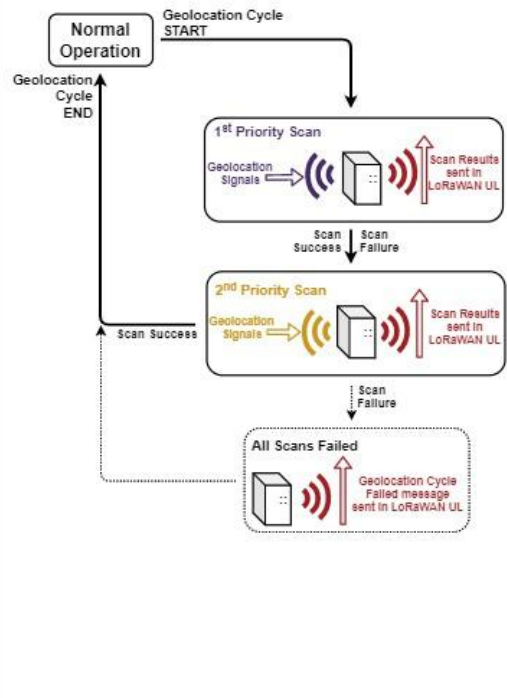 Geolocation Cycle
START
Normal
Operation
Geolocation
Cycle
END
1st Priority Scan
Geolocation
Signals
Scan Results
sent in
LoRaWAN UL
Scan
Success
Scan
Failure
2nd Priority Scan
Geolocation
Signals
Scan Results
sent in
LoRaWAN UL
Scan Success
Scan
Failure
All Scans Failed
Geolocation Cycle
Failed message
sent in LoRaWAN UL